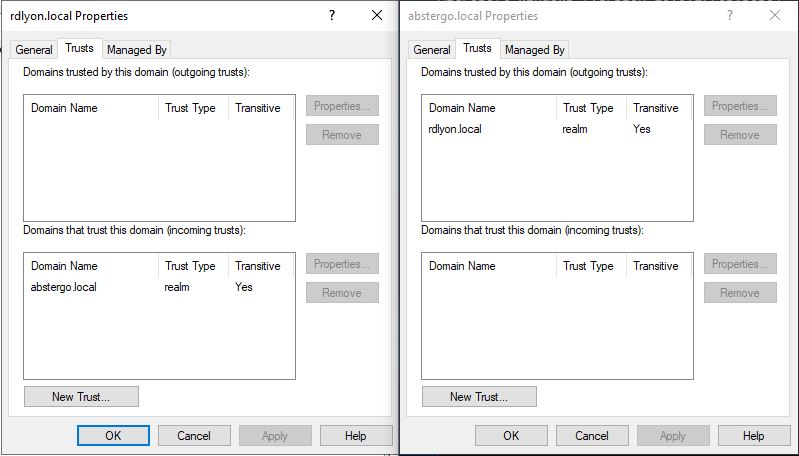 rdlyon.local Properties
General Trusts Managed By
Domains trusted by this domain (outgoing trusts):
Domain Name Trust Type Transitive
Properties...
Remove
Domains that trust this domain (incoming trusts):
Domain Name Trust Type Transitive
abstergo.local realm Yes
Properties...
Remove
New Trust...
OK Cancel Apply Help
abstergo.local Properties
General Trusts Managed By
Domains trusted by this domain (outgoing trusts):
Domain Name Trust Type Transitive
rdlyon.local realm Yes
Properties...
Remove
Domains that trust this domain (incoming trusts):
Domain Name Trust Type Transitive
Properties...
Remove
New Trust...
OK Cancel Apply Help